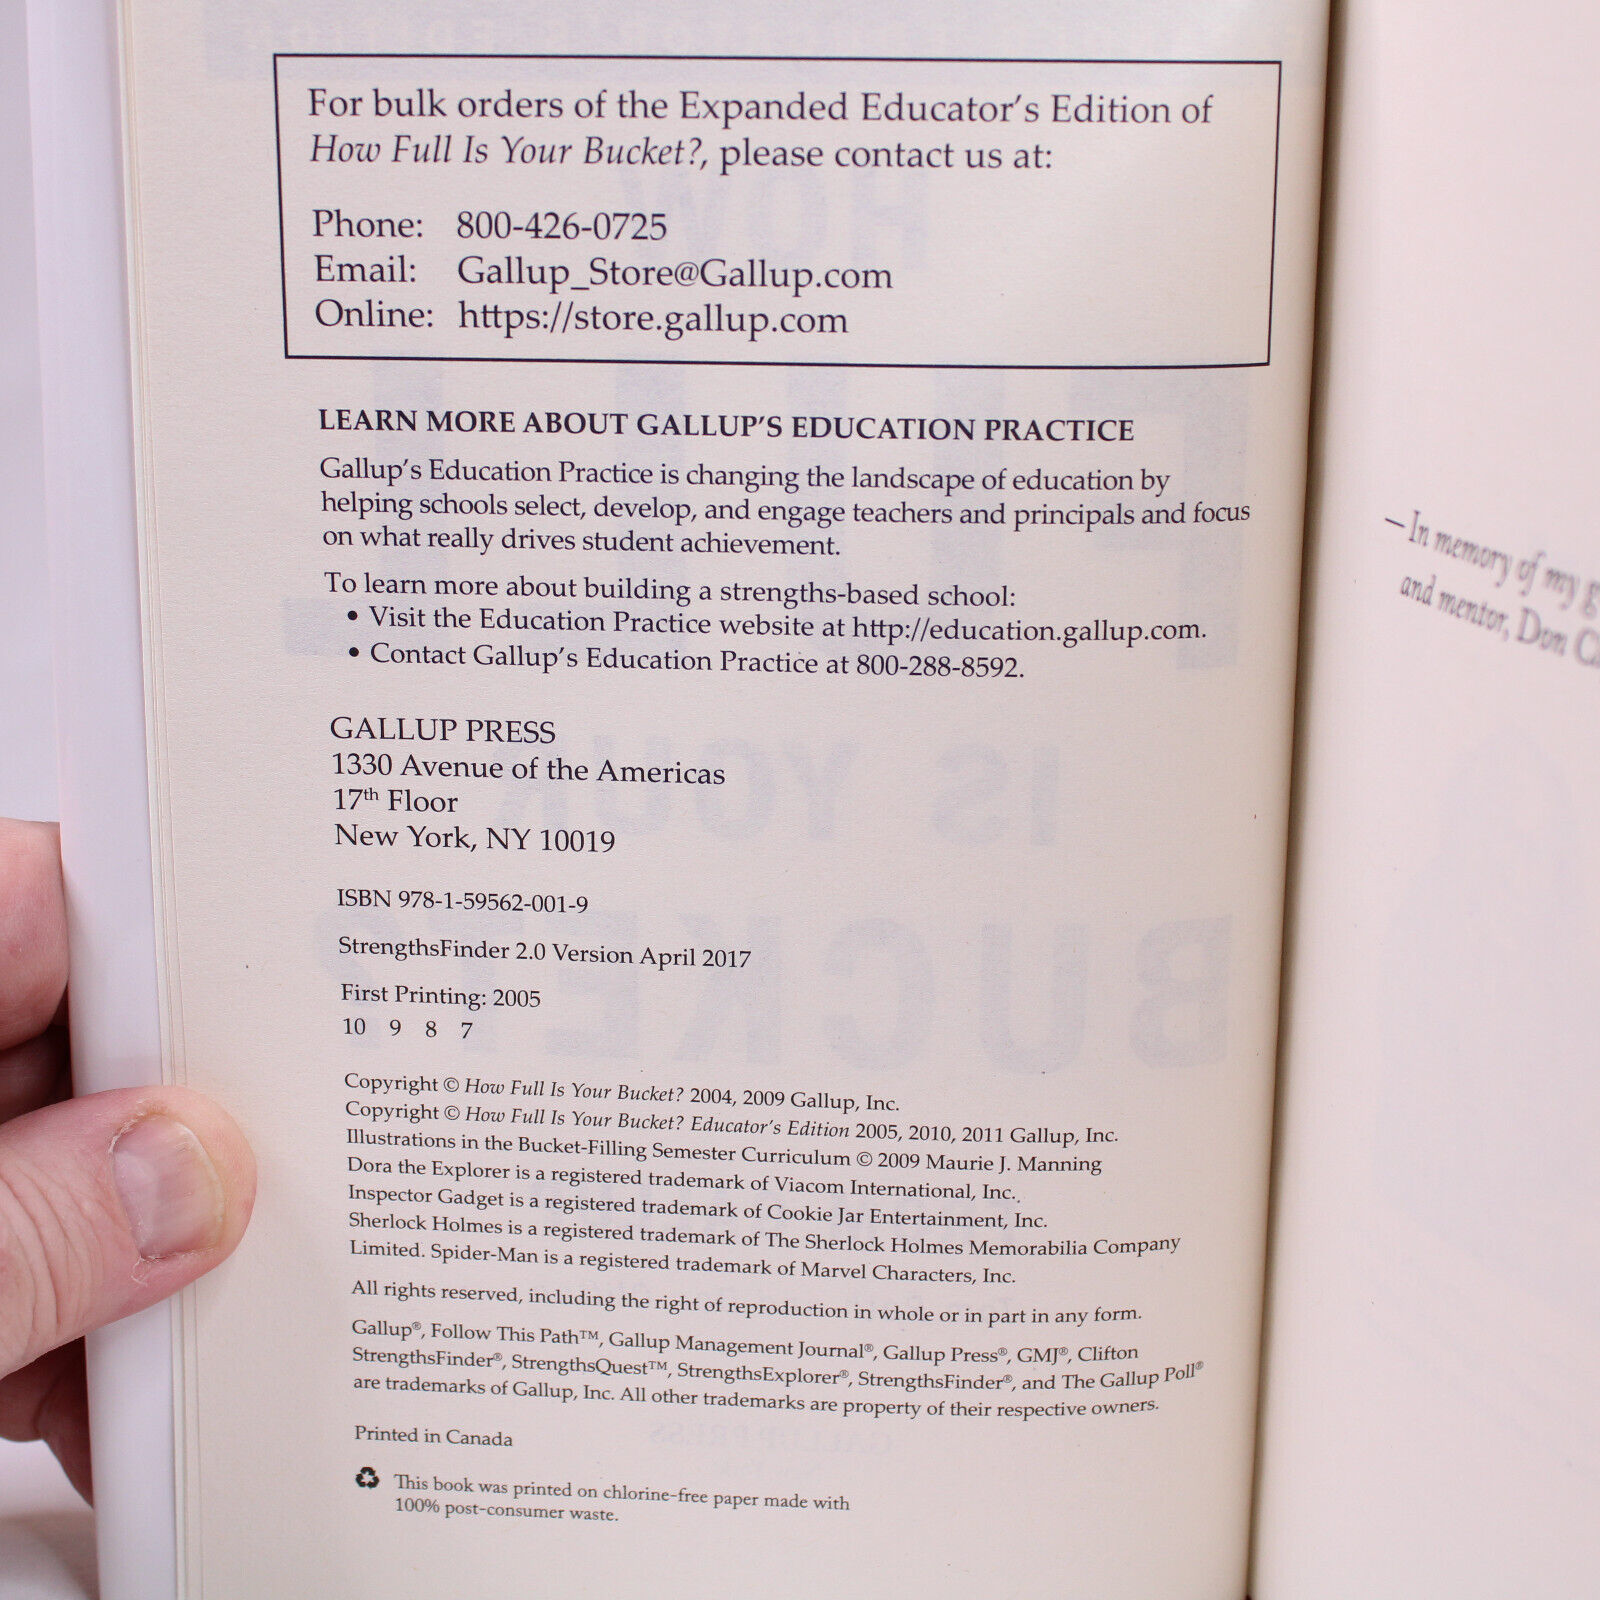 For bulk orders of the Expanded Educator's Edition of
How Full Is Your Bucket?, please contact us at:
Phone: 800-426-0725
Email: Gallup_Store@Gallup.com
Online: https://store.gallup.com
LEARN MORE ABOUT GALLUP'S EDUCATION PRACTICE
Gallup's Education Practice is changing the landscape of education by
helping schools select, develop, and engage teachers and principals and focus
on what really drives student achievement.
To learn more about building a strengths-based school:
• Visit the Education Practice website at http://education.gallup.com.
• Contact Gallup's Education Practice at 800-288-8592.
GALLUP PRESS
1330 Avenue of the Americas
17th Floor
New York, NY 10019
ISBN 978-1-59562-001-9
StrengthsFinder 2.0 Version April 2017
First Printing: 2005
10 9 8 7
Copyright © How Full Is Your Bucket? 2004, 2009 Gallup, Inc.
Copyright © How Full Is Your Bucket? Educator's Edition 2005, 2010, 2011 Gallup, Inc.
Illustrations in the Bucket-Filling Semester Curriculum © 2009 Maurie J. Manning
Dora the Explorer is a registered trademark of Viacom International, Inc..
Inspector Gadget is a registered trademark of Cookie Jar Entertainment, Inc.
Sherlock Holmes is a registered trademark of The Sherlock Holmes Memorabilia Company
Limited. Spider-Man is a registered trademark of Marvel Characters, Inc.
All rights reserved, including the right of reproduction in whole or in part in any form.
Gallup®, Follow This Path™, Gallup Management Journal®, Gallup Press®, GMJ®, Clifton
StrengthsFinder®, StrengthsQuest™, StrengthsExplorer®, StrengthsFinder®, and The Gallup Poll®
are trademarks of Gallup, Inc. All other trademarks are property of their respective owners.
Printed in Canada
This book was printed on chlorine-free paper made with
100% post-consumer waste.
—In memory of my
and mentor, Don